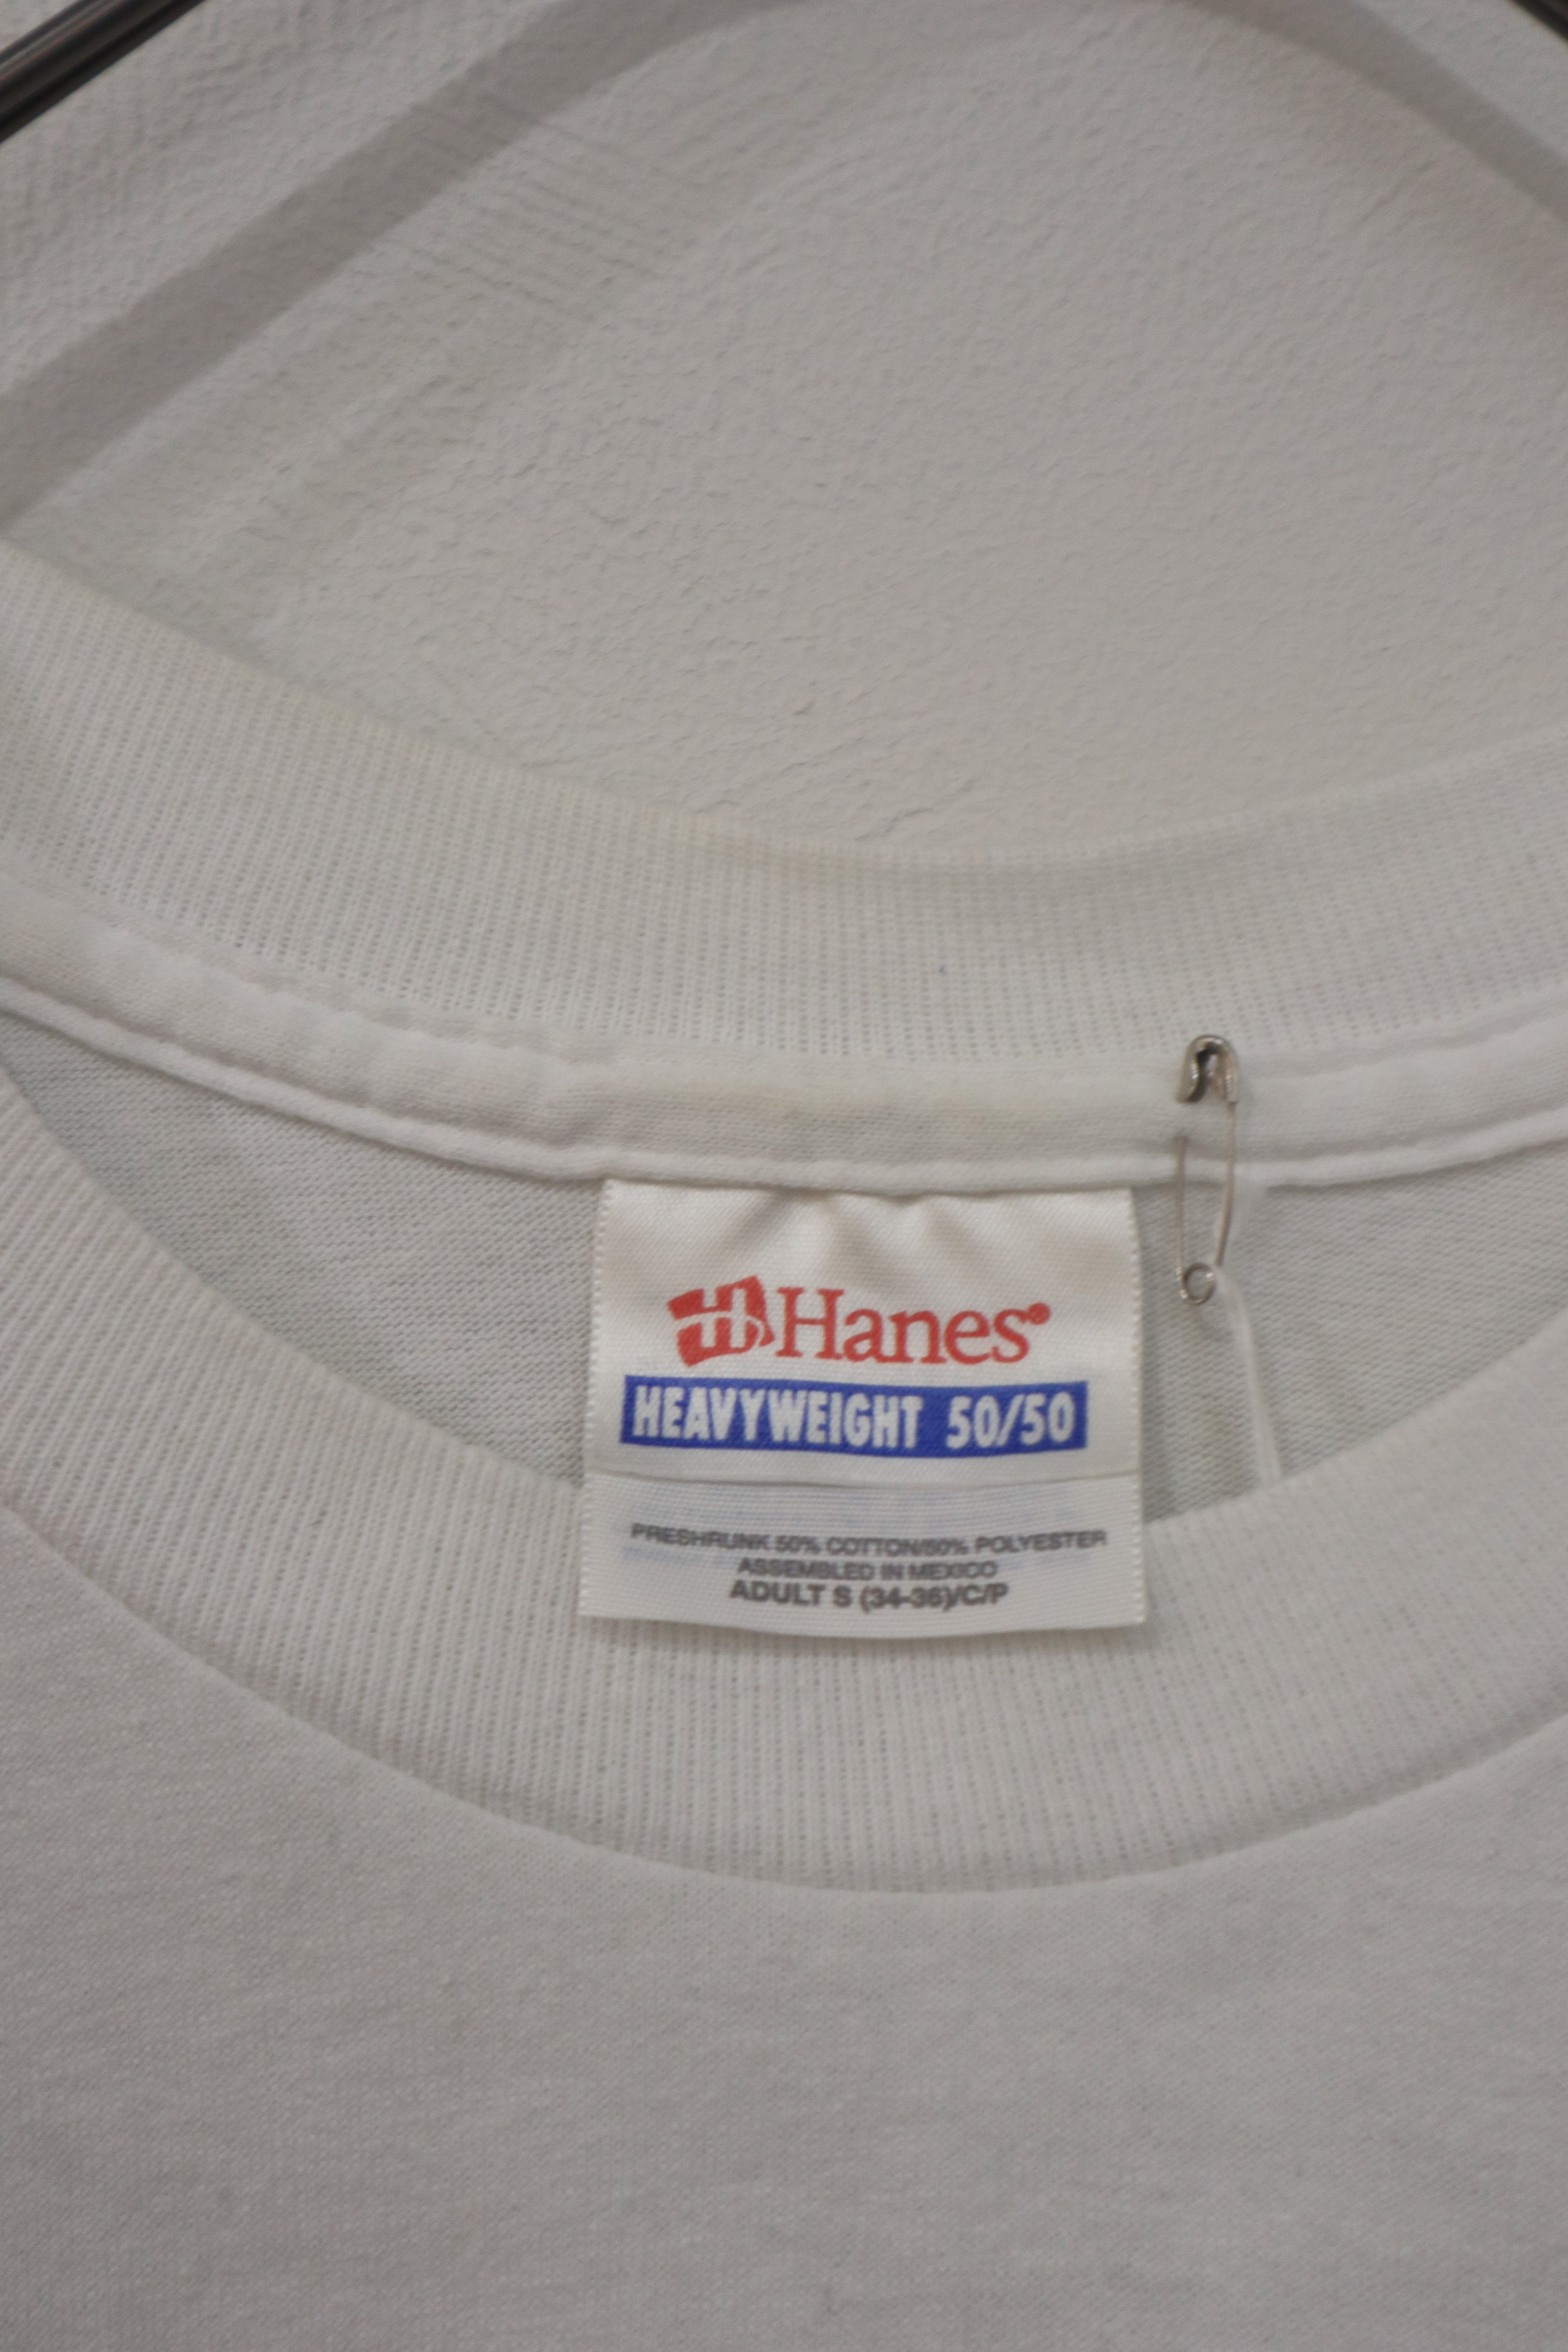 Hanes®
HEAVYWEIGHT 50/50
PRESHRUNK 50% COTTON/50% POLYESTER
ASSEMBLED IN MEXICO
ADULT S (34-36)/C/P